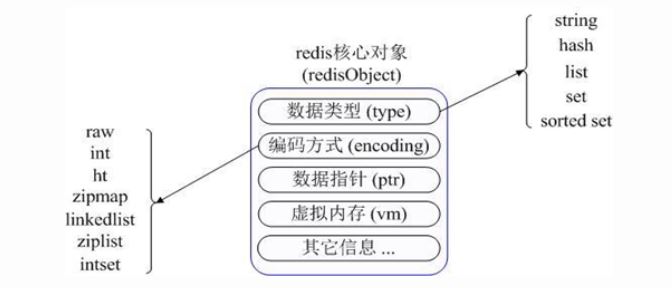 redis核心对象
(redisObject)
数据类型 (type)
编码方式 (encoding)
数据指针 (ptr)
虚拟内存 (vm)
其它信息 ...
string
hash
list
set
sorted set
raw
int
ht
zipmap
linkedlist
ziplist
intset